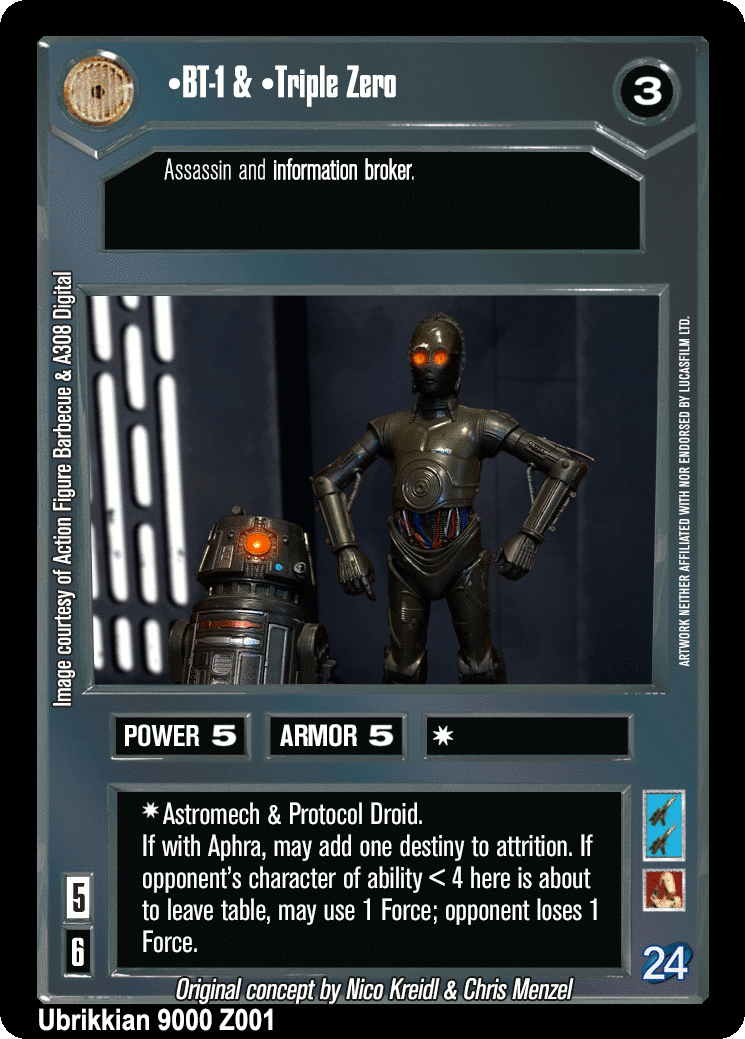 •BT-1 & •Triple Zero
3
Assassin and information broker.
Image courtesy of Action Figure Barbecue & A308 Digital
ARTWORK NEITHER AFFILIATED WITH NOR ENDORSED BY LUCASFILM LTD.
POWER 5
ARMOR 5
✷
✷ Astromech & Protocol Droid.
If with Aphra, may add one destiny to attrition. If
opponent's character of ability < 4 here is about
to leave table, may use 1 Force; opponent loses 1
Force.
5
6
24
Original concept by Nico Kreidl & Chris Menzel
Ubrikkian 9000 Z001